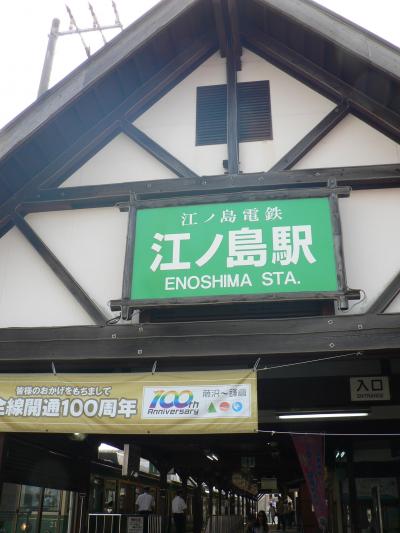 江ノ島電鉄
江ノ島駅
ENOSHIMA STA.
皆様のおかげをもちまして
全線開通100周年
100th
Anniversary
藤沢〜鎌倉
入口
ENTRANCE